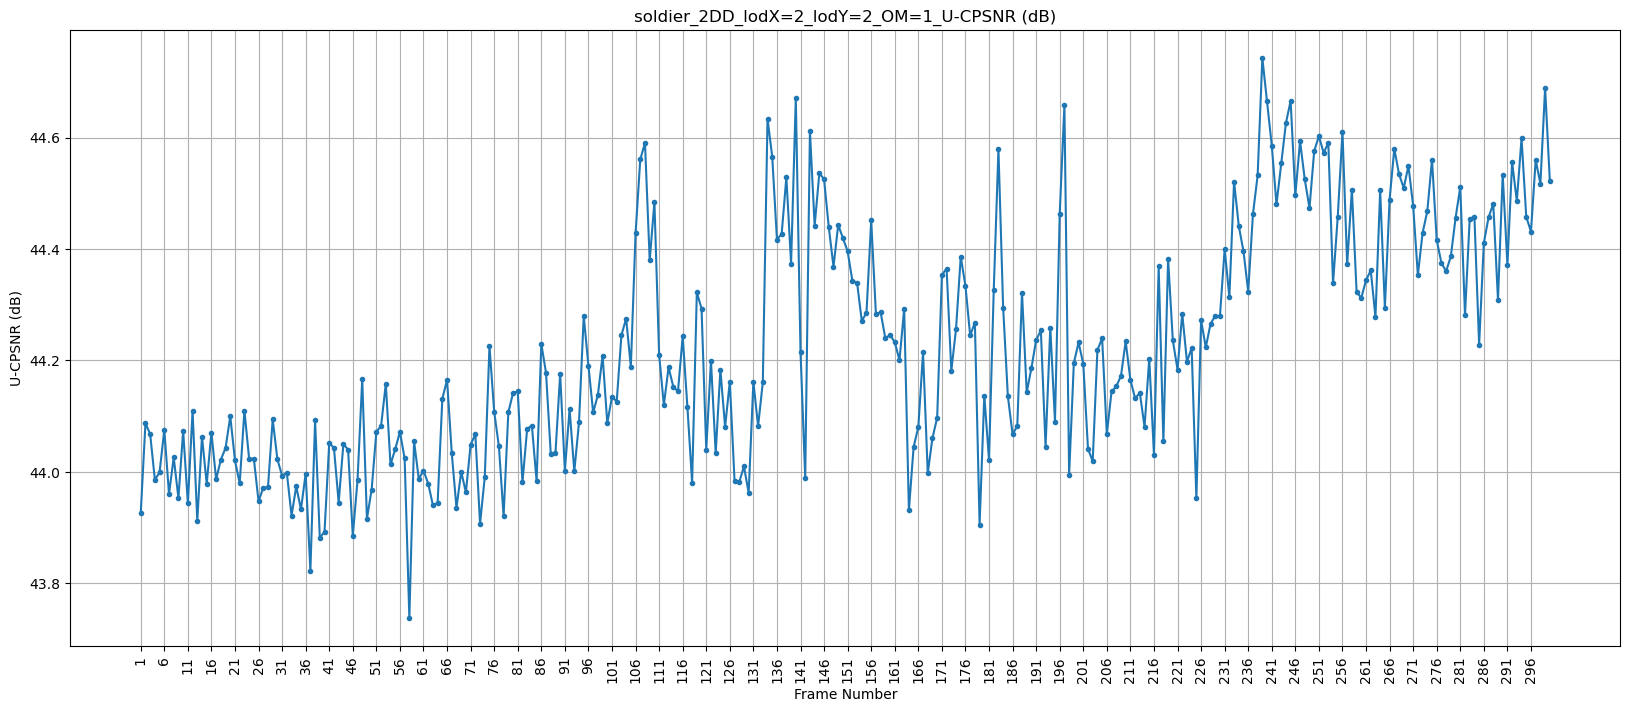 soldier_2DD_lodX=2_lodY=2_OM=1_U-CPSNR (dB)
U-CPSNR (dB)
44.6
44.4
44.2
44.0
43.8
1 6 11 16 21 26 31 36 41 46 51 56 61 66 71 76 81 86 91 96 101 106 111 116 121 126 131 136 141 146 151 156 161 166 171 176 181 186 191 196 201 206 211 216 221 226 231 236 241 246 251 256 261 266 271 276 281 286 291 296
Frame Number